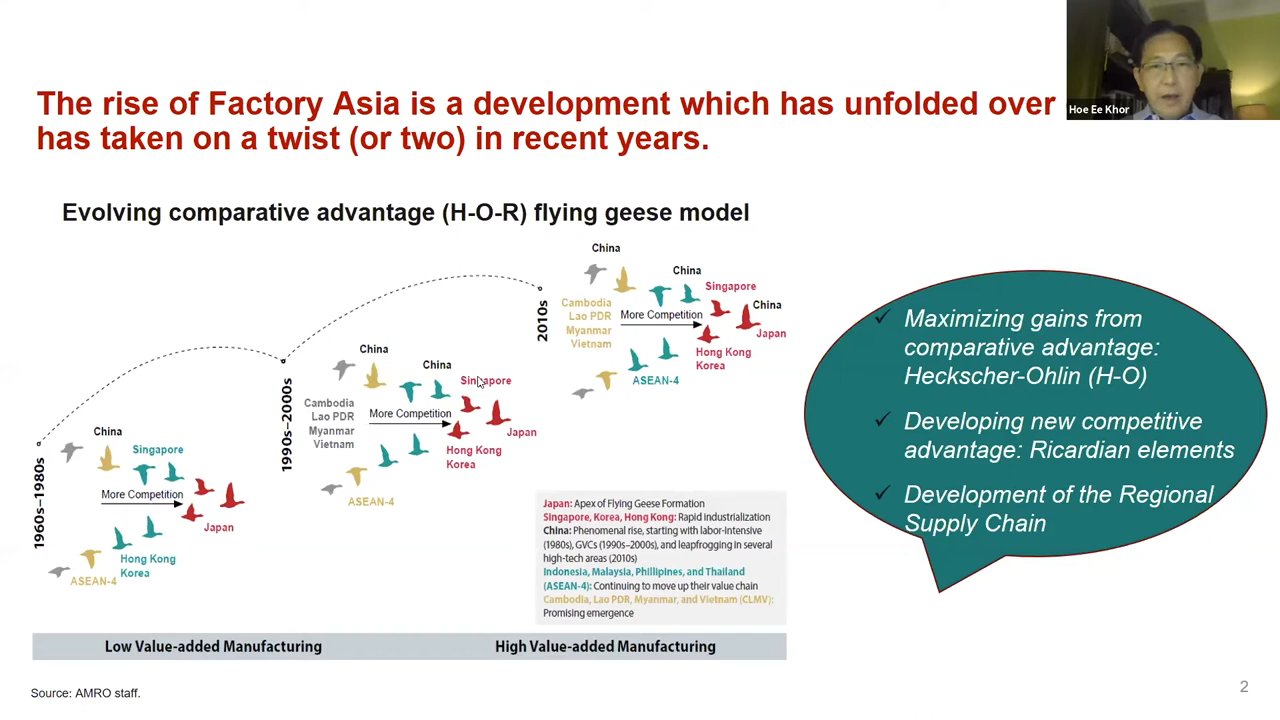 Hoe Ee Khor
The rise of Factory Asia is a development which has unfolded over
has taken on a twist (or two) in recent years.
Evolving comparative advantage (H-O-R) flying geese model
1960s–1980s
China
Singapore
More Competition
Japan
Hong Kong
Korea
ASEAN-4
1990s–2000s
China
China
Singapore
Cambodia
Lao PDR
Myanmar
Vietnam
More Competition
Japan
Hong Kong
Korea
ASEAN-4
2010s
China
China
Singapore
China
Cambodia
Lao PDR
Myanmar
Vietnam
More Competition
Japan
Hong Kong
Korea
ASEAN-4
Japan: Apex of Flying Geese Formation
Singapore, Korea, Hong Kong: Rapid industrialization
China: Phenomenal rise, starting with labor-intensive
(1980s), GVCs (1990s–2000s), and leapfrogging in several
high-tech areas (2010s)
Indonesia, Malaysia, Phillipines, and Thailand
(ASEAN-4): Continuing to move up their value chain
Cambodia, Lao PDR, Myanmar, and Vietnam (CLMV):
Promising emergence
Low Value-added Manufacturing
High Value-added Manufacturing
✓ Maximizing gains from
comparative advantage:
Heckscher-Ohlin (H-O)
✓ Developing new competitive
advantage: Ricardian elements
✓ Development of the Regional
Supply Chain
Source: AMRO staff.
2